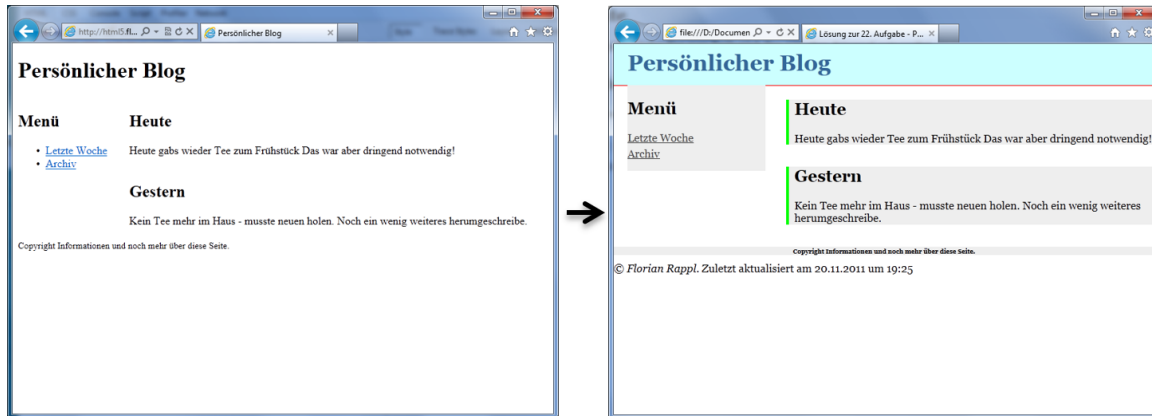 http://html5.fl...
Persönlicher Blog
Persönlicher Blog
Menü
Letzte Woche
Archiv
Heute
Heute gabs wieder Tee zum Frühstück Das war aber dringend notwendig!
Gestern
Kein Tee mehr im Haus - musste neuen holen. Noch ein wenig weiteres herumgeschreibe.
Copyright Informationen und noch mehr über diese Seite.
file:///D:/Documen
Lösung zur 22. Aufgabe - P...
Persönlicher Blog
Menü
Letzte Woche
Archiv
Heute
Heute gabs wieder Tee zum Frühstück Das war aber dringend notwendig!
Gestern
Kein Tee mehr im Haus - musste neuen holen. Noch ein wenig weiteres
herumgeschreibe.
Copyright Informationen und noch mehr über diese Seite.
© Florian Rappl. Zuletzt aktualisiert am 20.11.2011 um 19:25